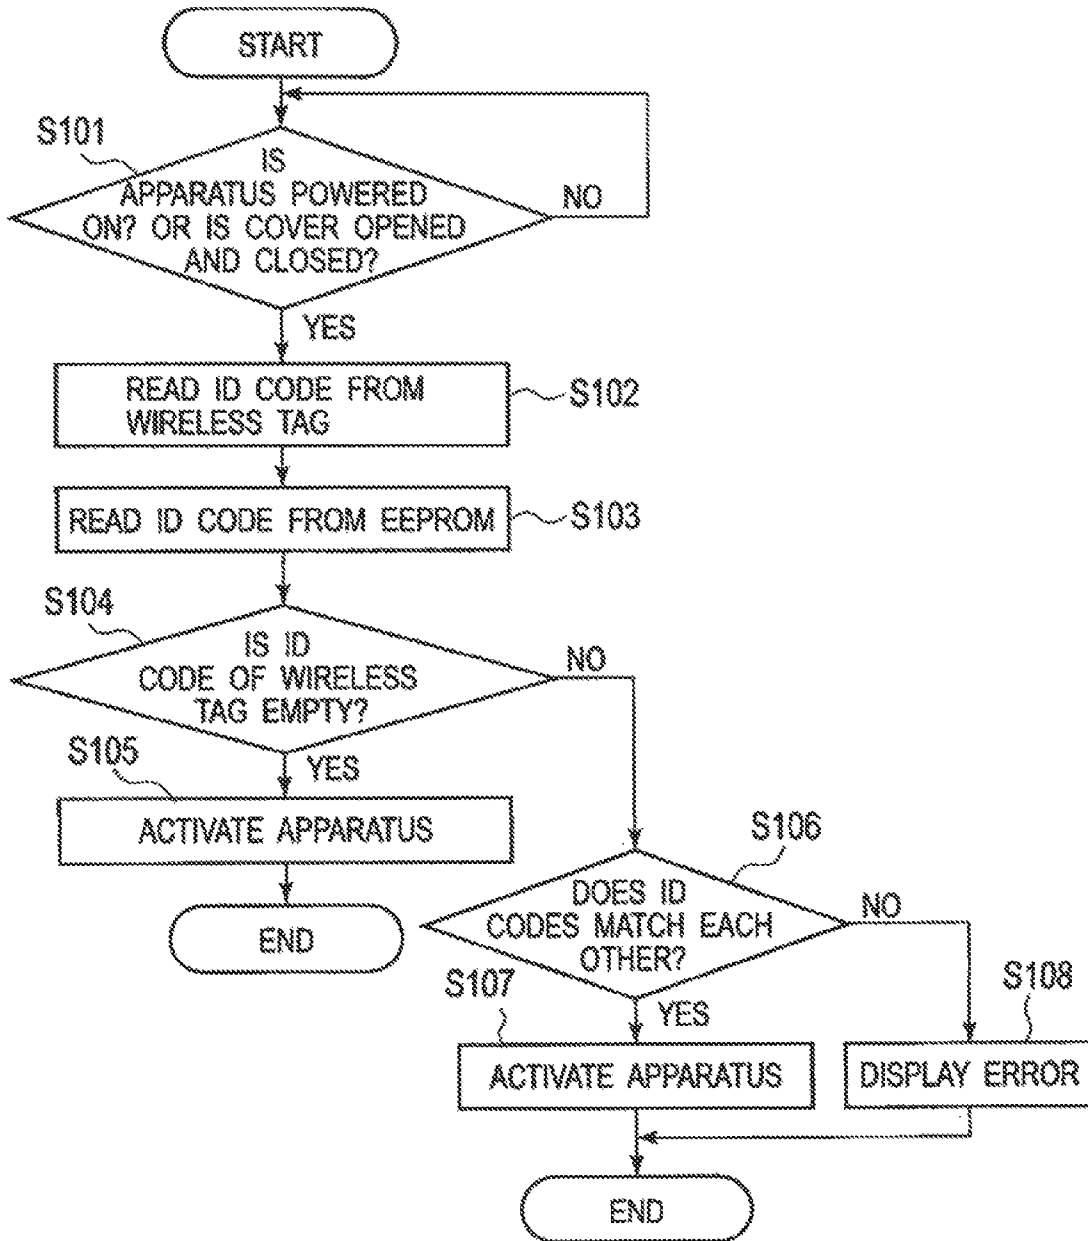 START
S101
IS
APPARATUS POWERED
ON? OR IS COVER OPENED
AND CLOSED?
NO
YES
READ ID CODE FROM
WIRELESS TAG
S102
READ ID CODE FROM EEPROM
S103
S104
IS ID
CODE OF WIRELESS
TAG EMPTY?
NO
YES
S105
ACTIVATE APPARATUS
END
S106
DOES ID
CODES MATCH EACH
OTHER?
NO
YES
S107
ACTIVATE APPARATUS
S108
DISPLAY ERROR
END